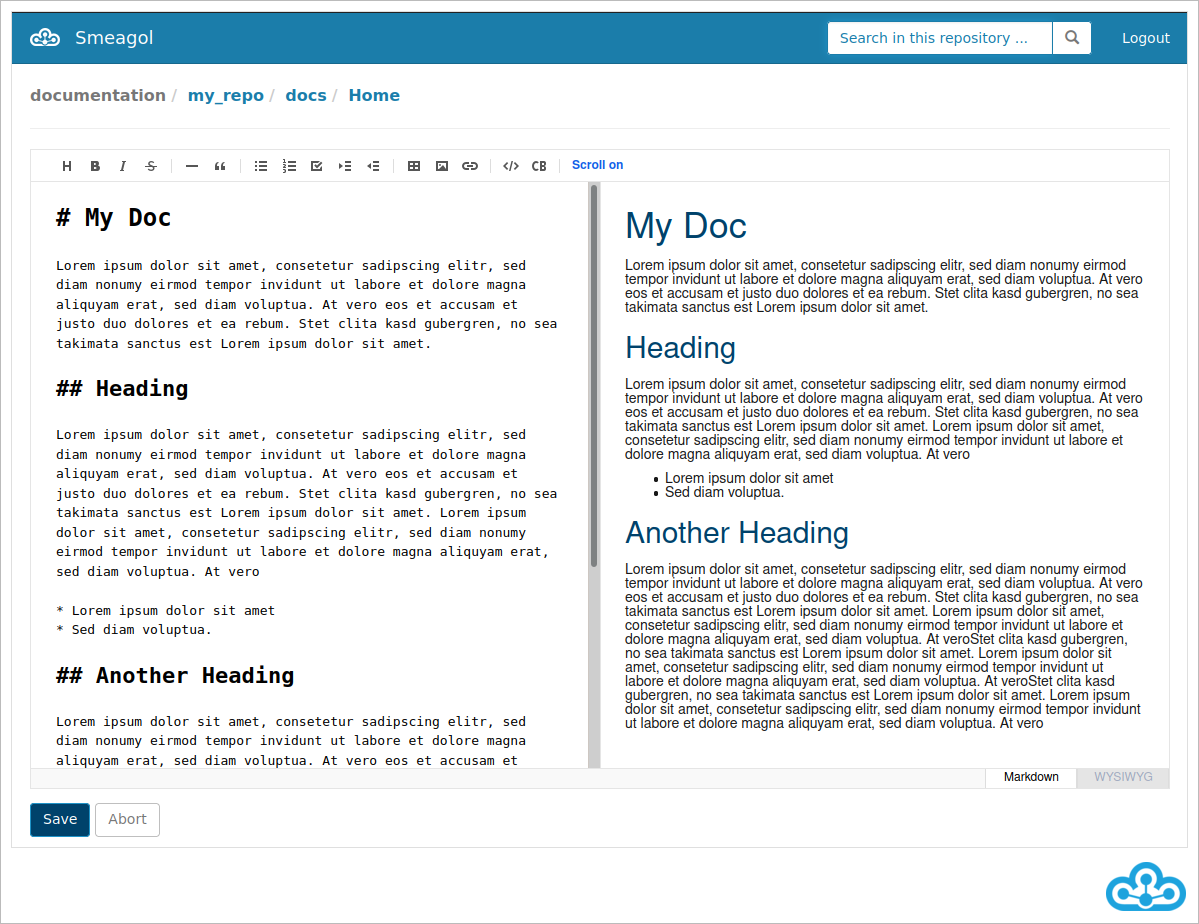 Smeagol
Search in this repository ...
Logout
documentation / my_repo / docs / Home
H B I S </> CB Scroll on
# My Doc
Lorem ipsum dolor sit amet, consetetur sadipscing elitr, sed
diam nonumy eirmod tempor invidunt ut labore et dolore magna
aliquyam erat, sed diam voluptua. At vero eos et accusam et
justo duo dolores et ea rebum. Stet clita kasd gubergren, no sea
takimata sanctus est Lorem ipsum dolor sit amet.
## Heading
Lorem ipsum dolor sit amet, consetetur sadipscing elitr, sed
diam nonumy eirmod tempor invidunt ut labore et dolore magna
aliquyam erat, sed diam voluptua. At vero eos et accusam et
justo duo dolores et ea rebum. Stet clita kasd gubergren, no sea
takimata sanctus est Lorem ipsum dolor sit amet. Lorem ipsum
dolor sit amet, consetetur sadipscing elitr, sed diam nonumy
eirmod tempor invidunt ut labore et dolore magna aliquyam erat,
sed diam voluptua. At vero
* Lorem ipsum dolor sit amet
* Sed diam voluptua.
## Another Heading
Lorem ipsum dolor sit amet, consetetur sadipscing elitr, sed
diam nonumy eirmod tempor invidunt ut labore et dolore magna
aliquyam erat, sed diam voluptua. At vero eos et accusam et
My Doc
Lorem ipsum dolor sit amet, consetetur sadipscing elitr, sed diam nonumy eirmod
tempor invidunt ut labore et dolore magna aliquyam erat, sed diam voluptua. At vero
eos et accusam et justo duo dolores et ea rebum. Stet clita kasd gubergren, no sea
takimata sanctus est Lorem ipsum dolor sit amet.
Heading
Lorem ipsum dolor sit amet, consetetur sadipscing elitr, sed diam nonumy eirmod
tempor invidunt ut labore et dolore magna aliquyam erat, sed diam voluptua. At vero
eos et accusam et justo duo dolores et ea rebum. Stet clita kasd gubergren, no sea
takimata sanctus est Lorem ipsum dolor sit amet. Lorem ipsum dolor sit amet,
consetetur sadipscing elitr, sed diam nonumy eirmod tempor invidunt ut labore et
dolore magna aliquyam erat, sed diam voluptua. At vero
• Lorem ipsum dolor sit amet
• Sed diam voluptua.
Another Heading
Lorem ipsum dolor sit amet, consetetur sadipscing elitr, sed diam nonumy eirmod
tempor invidunt ut labore et dolore magna aliquyam erat, sed diam voluptua. At vero
eos et accusam et justo duo dolores et ea rebum. Stet clita kasd gubergren, no sea
takimata sanctus est Lorem ipsum dolor sit amet. Lorem ipsum dolor sit amet,
consetetur sadipscing elitr, sed diam nonumy eirmod tempor invidunt ut labore et
dolore magna aliquyam erat, sed diam voluptua. At veroStet clita kasd gubergren,
no sea takimata sanctus est Lorem ipsum dolor sit amet. Lorem ipsum dolor sit
amet, consetetur sadipscing elitr, sed diam nonumy eirmod tempor invidunt ut
labore et dolore magna aliquyam erat, sed diam voluptua. At veroStet clita kasd
gubergren, no sea takimata sanctus est Lorem ipsum dolor sit amet. Lorem ipsum
dolor sit amet, consetetur sadipscing elitr, sed diam nonumy eirmod tempor invidunt
ut labore et dolore magna aliquyam erat, sed diam voluptua. At vero
Markdown
WYSIWYG
Save
Abort